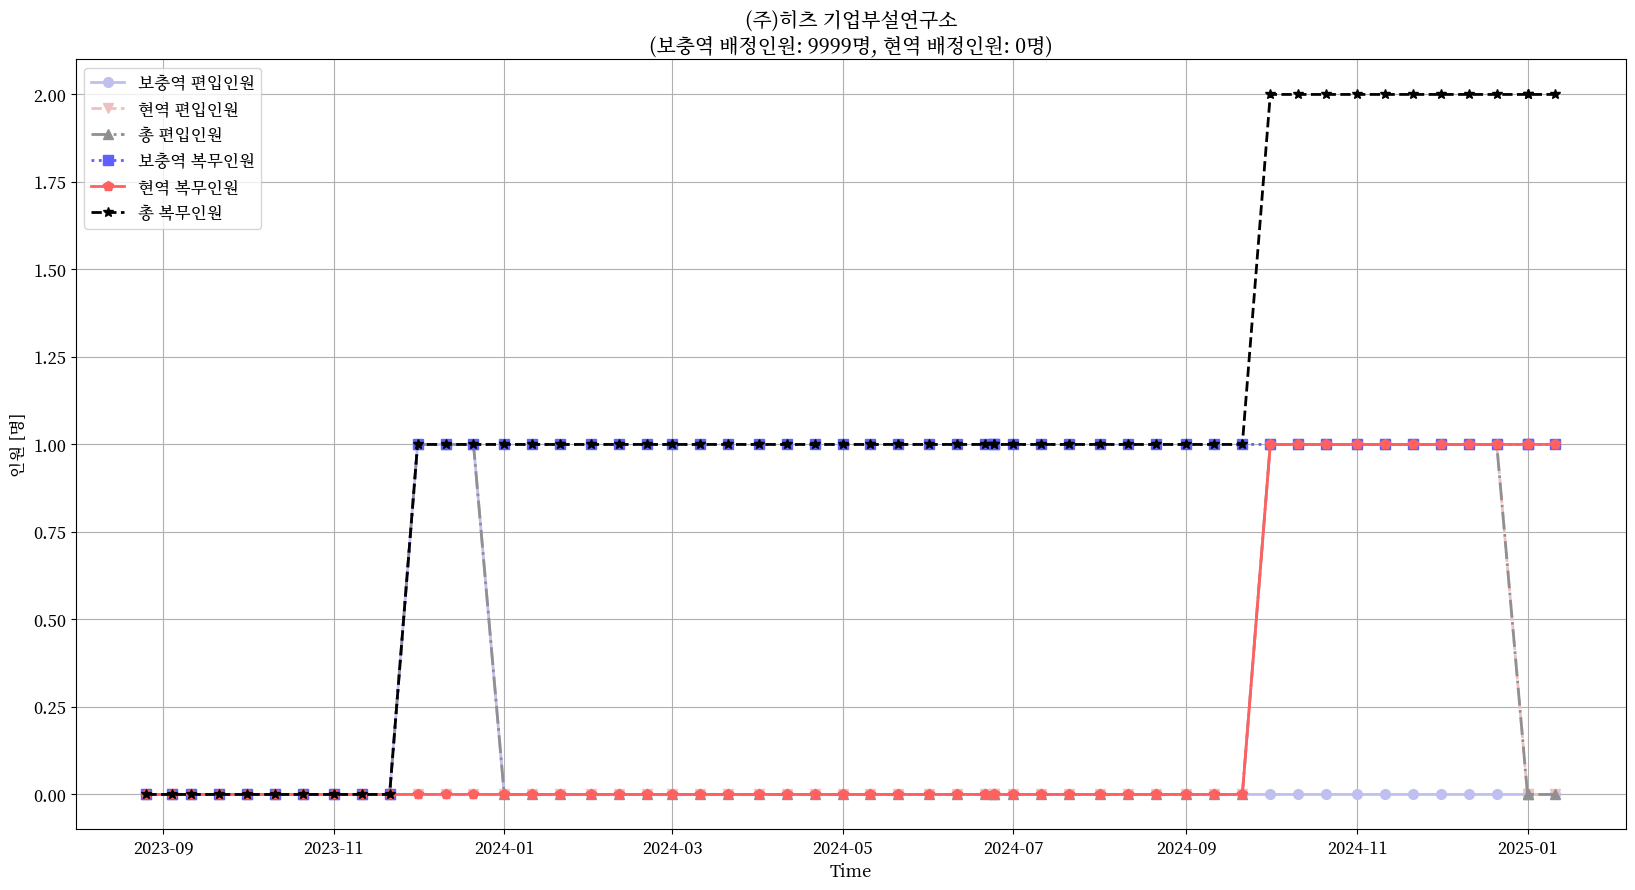 (주)히츠 기업부설연구소
(보충역 배정인원: 9999명, 현역 배정인원: 0명)
보충역 편입인원
현역 편입인원
총 편입인원
보충역 복무인원
현역 복무인원
총 복무인원
인원 [명]
2.00
1.75
1.50
1.25
1.00
0.75
0.50
0.25
0.00
2023-09 2023-11 2024-01 2024-03 2024-05 2024-07 2024-09 2024-11 2025-01
Time